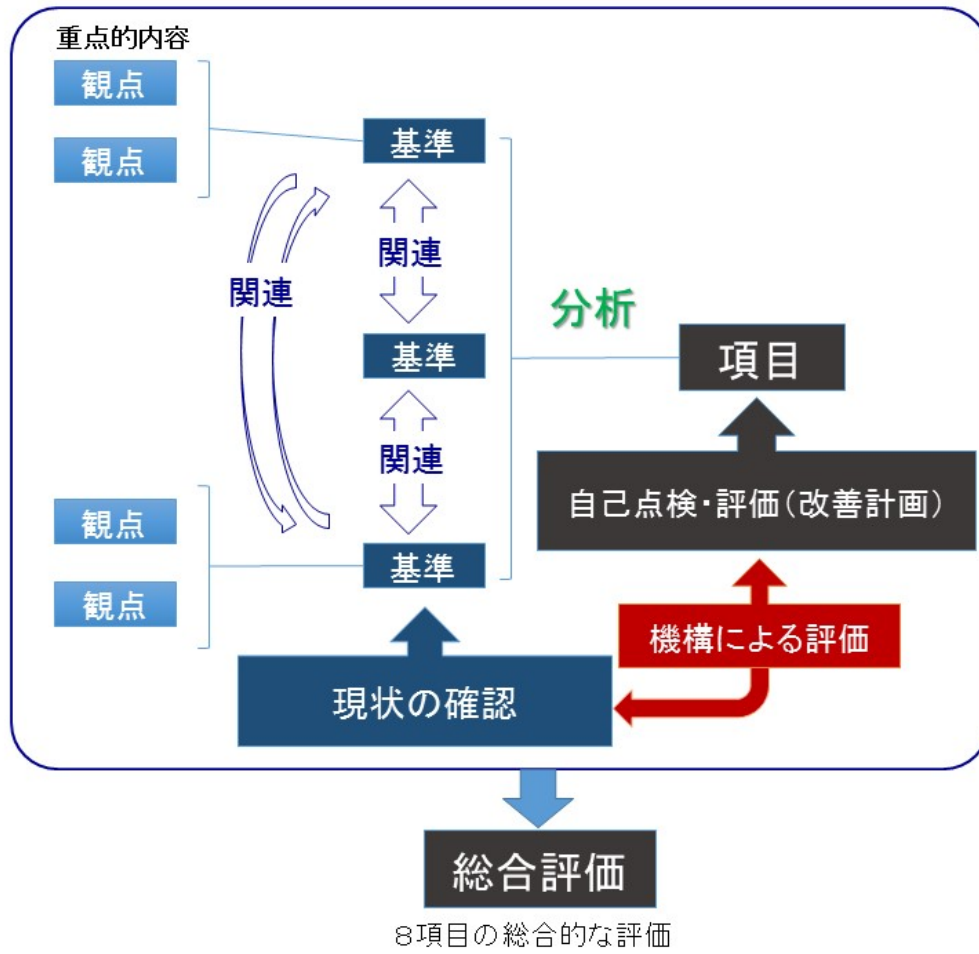 重点的内容
観点
観点
基準
関連
関連
分析
基準
項目
関連
観点
観点
基準
自己点検・評価(改善計画)
機構による評価
現状の確認
総合評価
8項目の総合的な評価